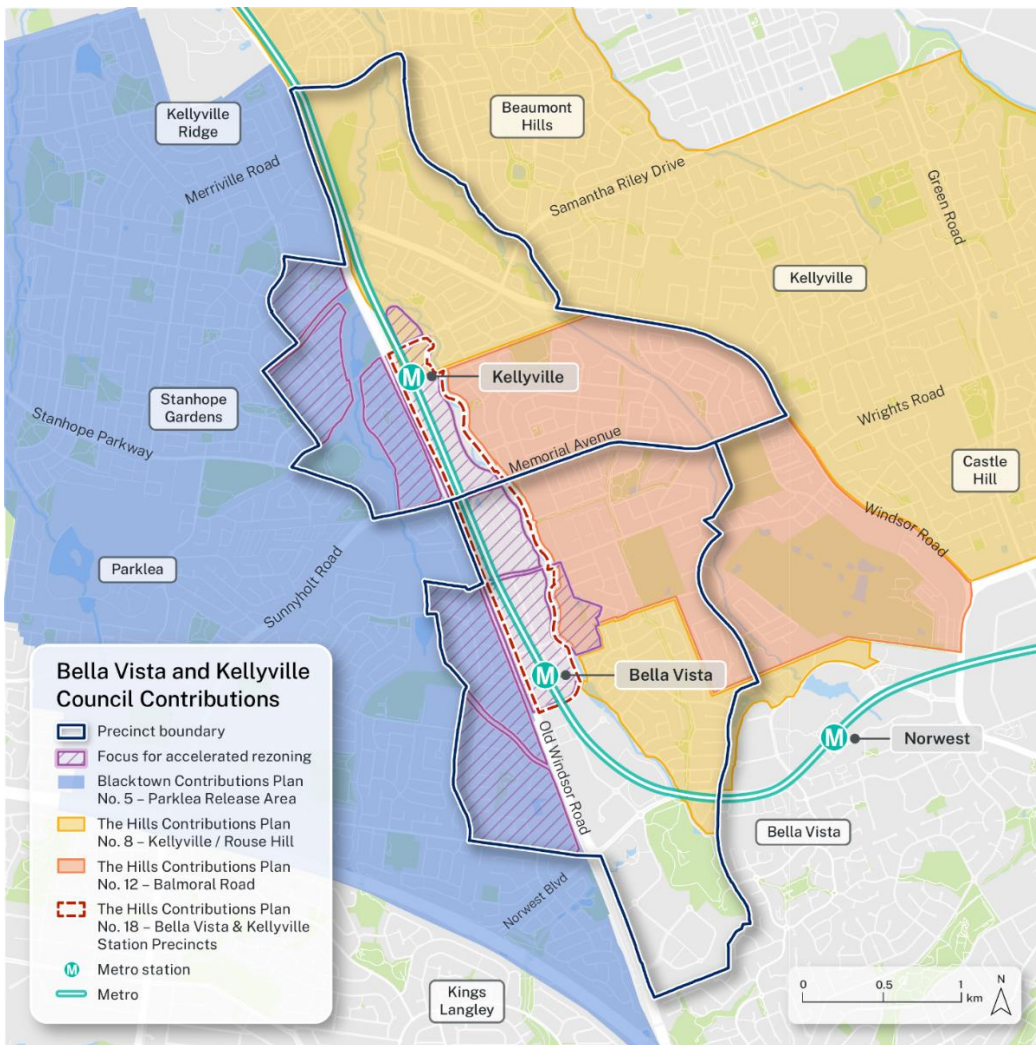 Kellyville
Ridge
Beaumont
Hills
Merriville Road
Samantha Riley Drive
Green Road
Kellyville
Kellyville
Stanhope
Gardens
Stanhope Parkway
Memorial Avenue
Wrights Road
Castle
Hill
Windsor Road
Parklea
Sunnyholt Road
Bella Vista
Old Windsor Road
Norwest
Bella Vista
Norwest Blvd
Kings
Langley
Bella Vista and Kellyville
Council Contributions
Precinct boundary
Focus for accelerated rezoning
Blacktown Contributions Plan
No. 5 – Parklea Release Area
The Hills Contributions Plan
No. 8 – Kellyville / Rouse Hill
The Hills Contributions Plan
No. 12 – Balmoral Road
The Hills Contributions Plan
No. 18 – Bella Vista & Kellyville
Station Precincts
M Metro station
Metro
M
M
M
0 0.5 1
km
N